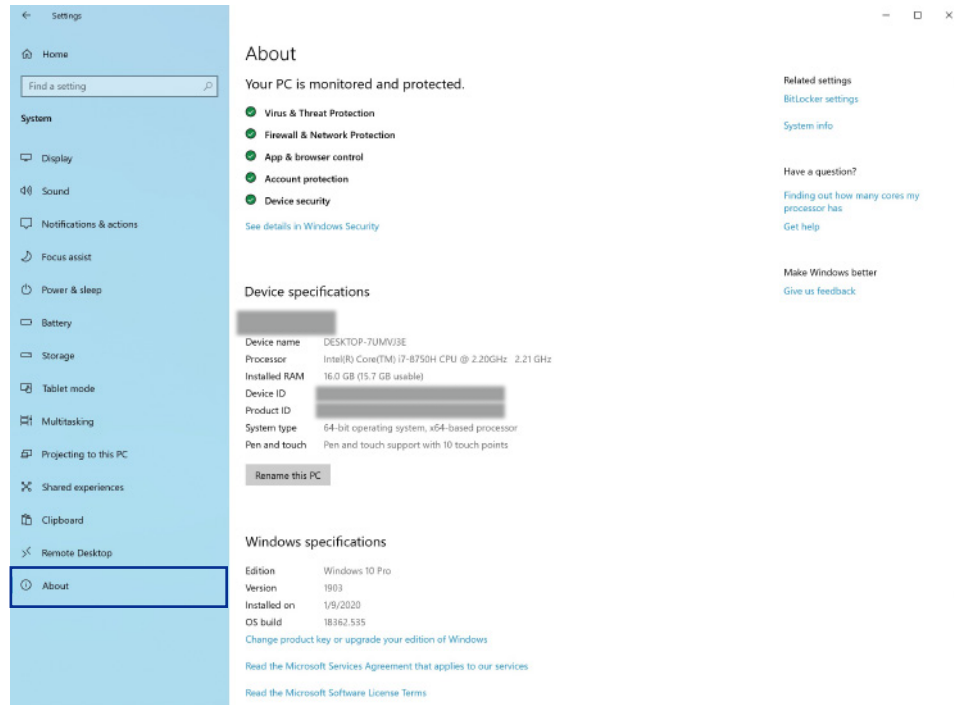 Settings
Home
Find a setting
System
Display
Sound
Notifications & actions
Focus assist
Power & sleep
Battery
Storage
Tablet mode
Multitasking
Projecting to this PC
Shared experiences
Clipboard
Remote Desktop
About
About
Your PC is monitored and protected.
Virus & Threat Protection
Firewall & Network Protection
App & browser control
Account protection
Device security
See details in Windows Security
Device specifications
Device name DESKTOP-7UMVJ3E
Processor Intel(R) Core(TM) i7-8750H CPU @ 2.20GHz 2.21 GHz
Installed RAM 16.0 GB (15.7 GB usable)
Device ID
Product ID
System type 64-bit operating system, x64-based processor
Pen and touch Pen and touch support with 10 touch points
Rename this PC
Windows specifications
Edition Windows 10 Pro
Version 1903
Installed on 1/9/2020
OS build 18362.535
Change product key or upgrade your edition of Windows
Read the Microsoft Services Agreement that applies to our services
Read the Microsoft Software License Terms
Related settings
BitLocker settings
System info
Have a question?
Finding out how many cores my
processor has
Get help
Make Windows better
Give us feedback